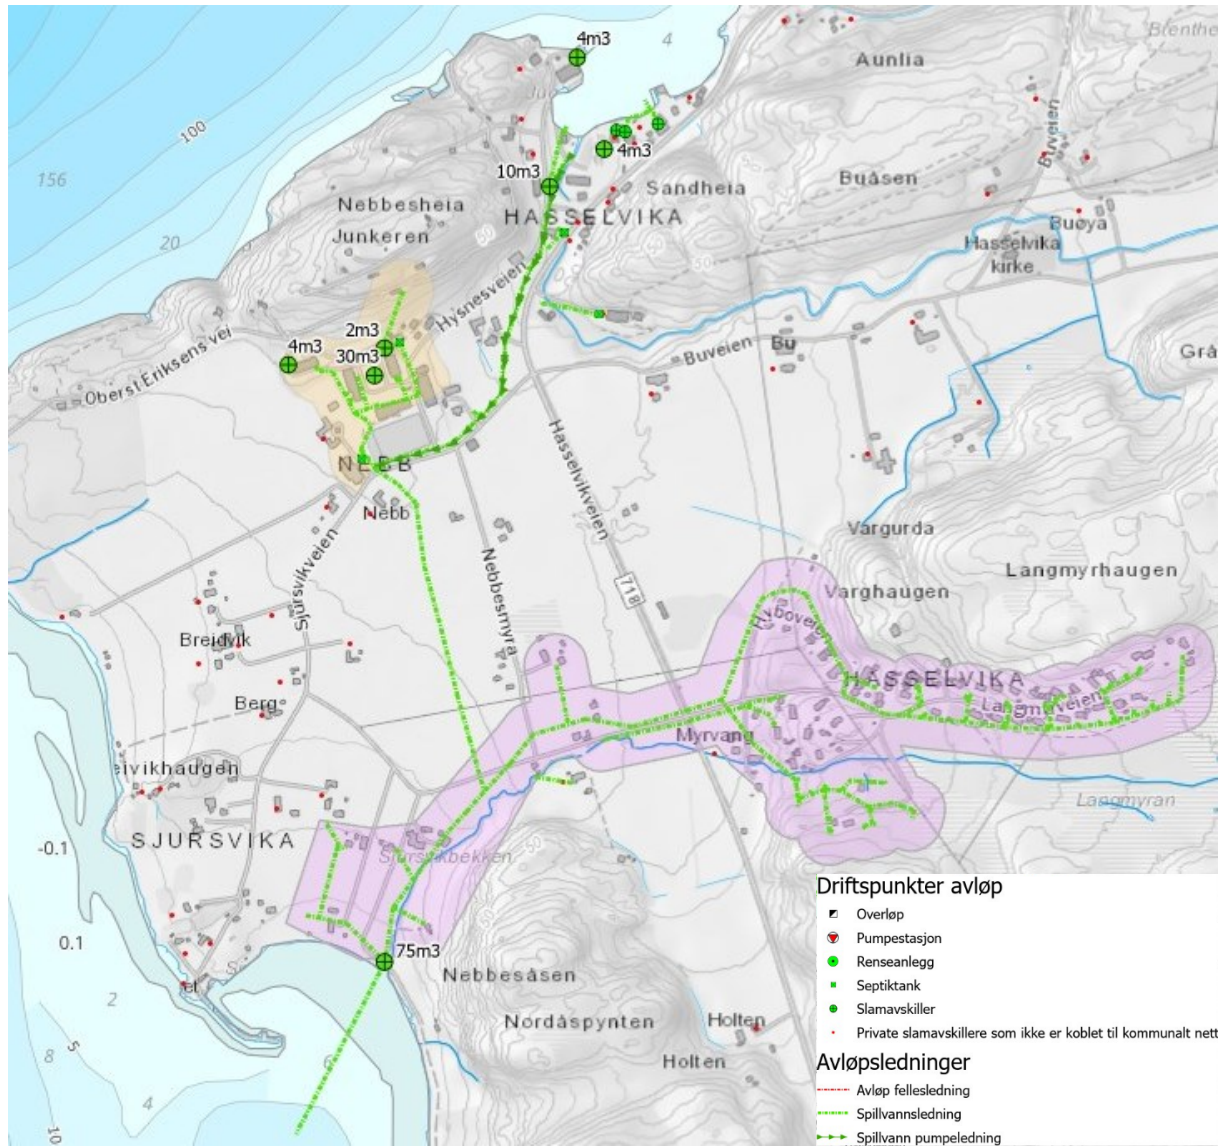 4m3
4
Aunlia
100
156
20
10m3
4m3
Sandheia
Buåsen
Buveien
Nebbesheia
Junkeren
HASSELVIKA
Buøya
Hasselvika
kirke
50
50
Hysnesveien
2m3
4m3
30m3
Oberst Eriksens vei
Buveien
Bu
Grå
NEBB
Nebb
Hasselvikveien
Vargurda
Langmyrhaugen
Sjursvikveien
Nebbesmyra
718
Varghaugen
Hyboveien
Breidvik
HASSELVIKA
Berg
Myrvang
eivikhaugen
Langmyran
SJURSVIKA
Sjursvikbekken
-0.1
0.1
75m3
Nebbesåsen
2
Nordåspynten
Holten
Holten
5
8
6
4
10
Driftspunkter avløp
Overløp
Pumpestasjon
Renseanlegg
Septiktank
Slamavskiller
Private slamavskillere som ikke er koblet til kommunalt nett
Avløpsledninger
Avløp fellesledning
Spillvannsledning
Spillvann pumpeledning